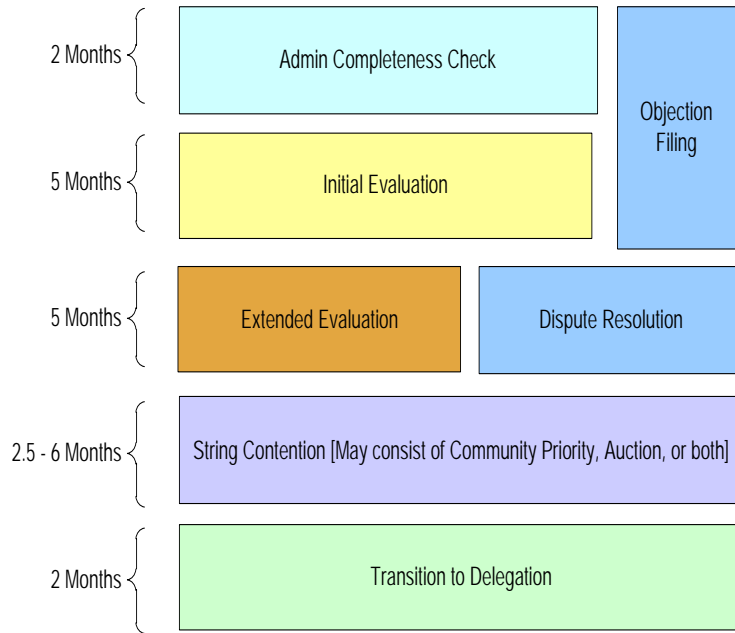 2 Months
Admin Completeness Check
Objection
Filing
5 Months
Initial Evaluation
5 Months
Extended Evaluation
Dispute Resolution
2.5 - 6 Months
String Contention [May consist of Community Priority, Auction, or both]
2 Months
Transition to Delegation